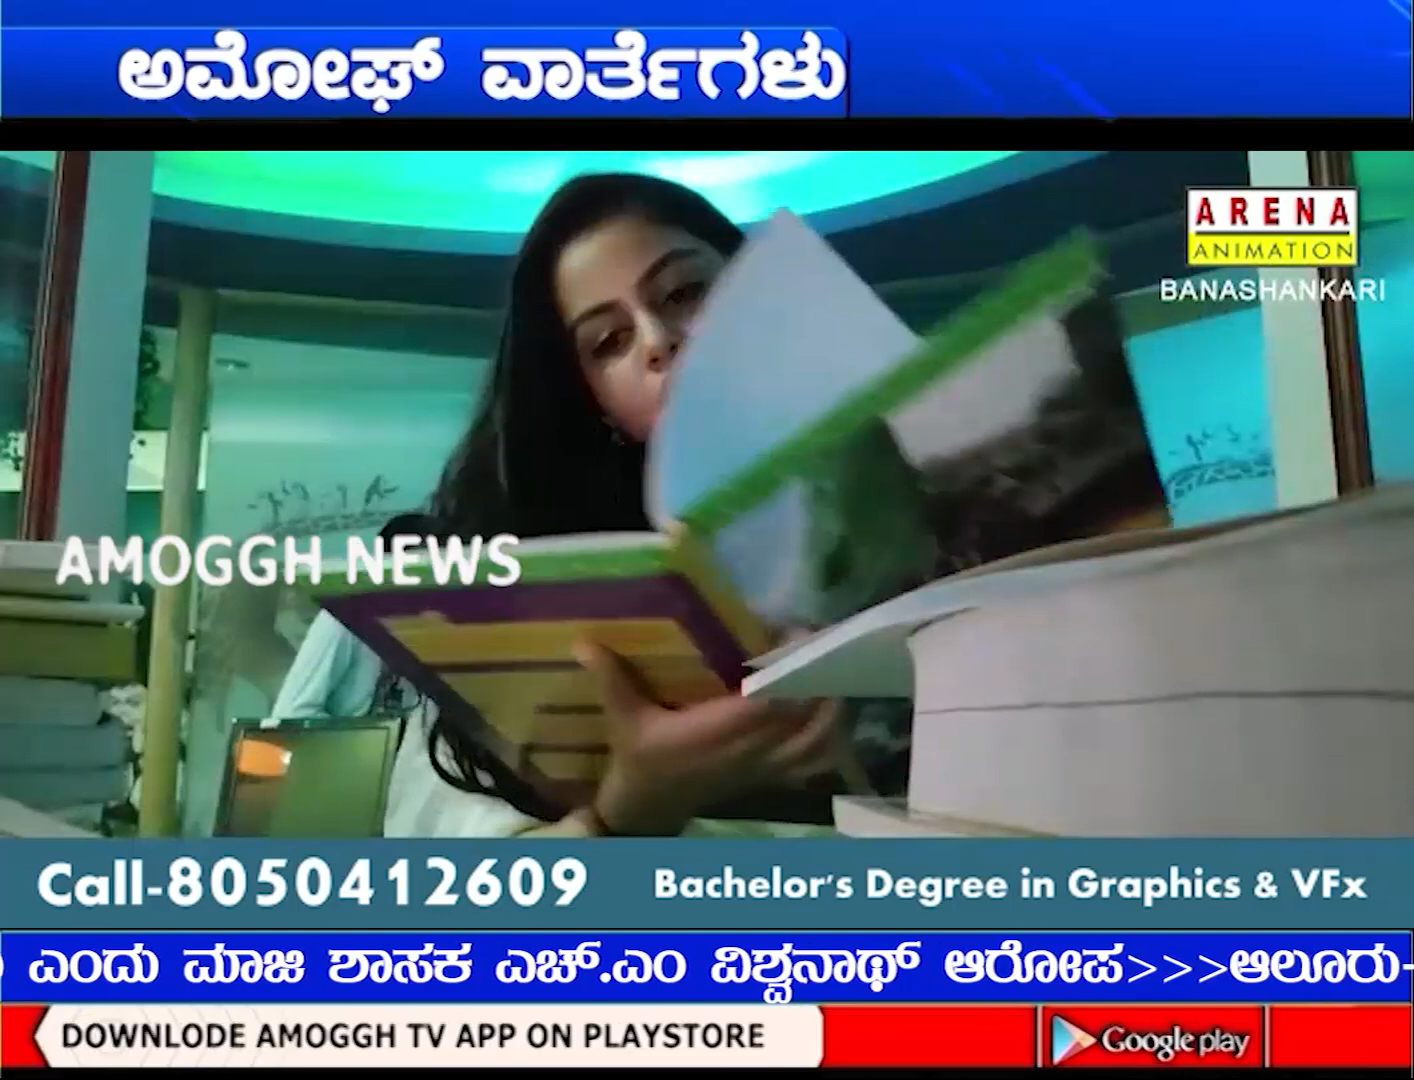 ಅಮೋಘ್ ವಾರ್ತೆಗಳು
ARENA
ANIMATION
BANASHANKARI
AMOGGH NEWS
Call-8050412609
Bachelor's Degree in Graphics & VFx
ಎಂದು ಮಾಜಿ ಶಾಸಕ ಎಚ್.ಎಂ ವಿಶ್ವನಾಥ್ ಆರೋಪ>>>ಆಲೂರು-
DOWNLODE AMOGGH TV APP ON PLAYSTORE
Google play